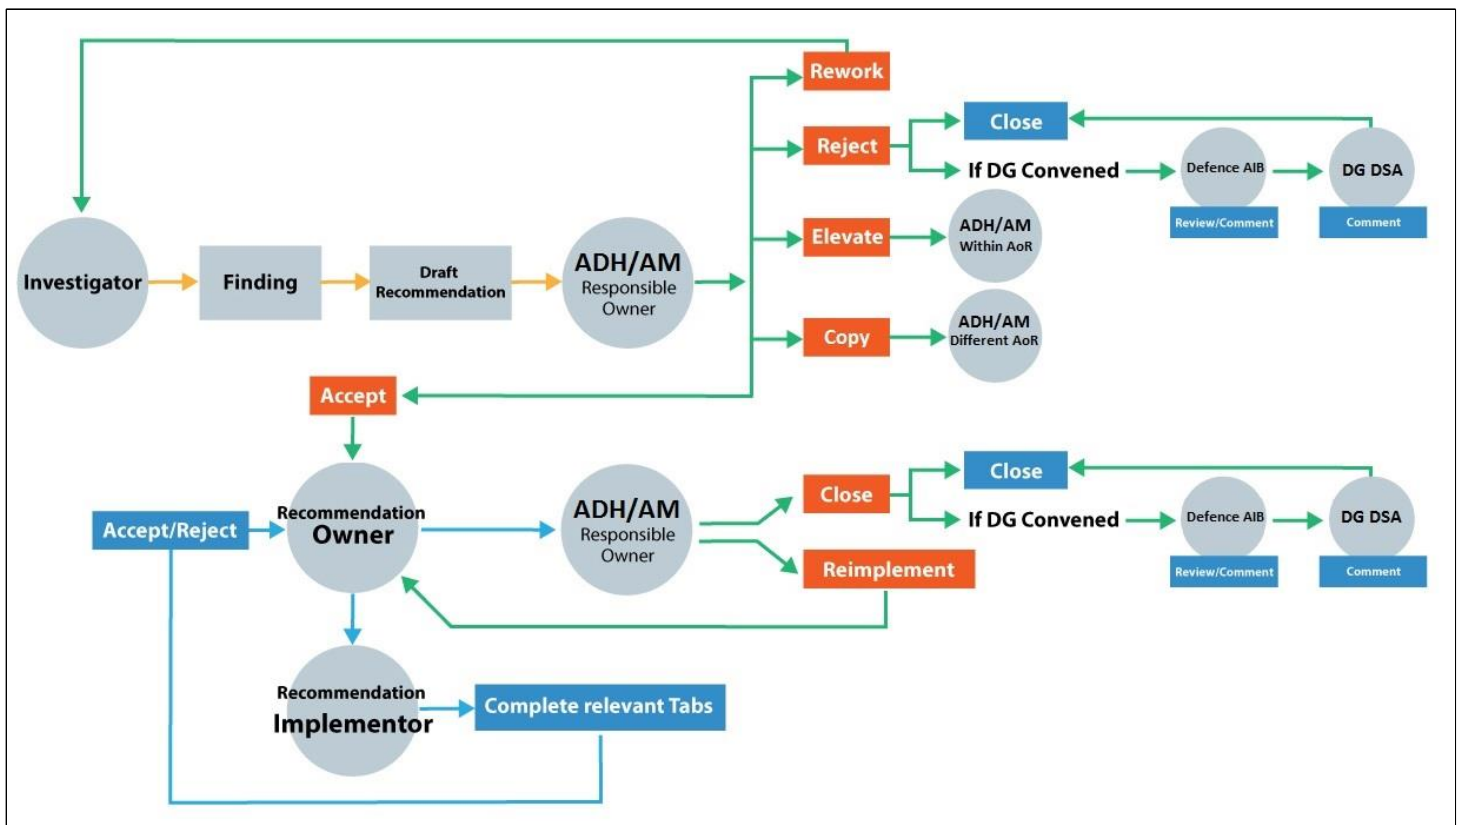 Rework
Close
Reject
If DG Convened
Defence AIB
Review/Comment
DG DSA
Comment
Elevate
ADH/AM
Within AoR
Investigator
Finding
Draft
Recommendation
ADH/AM
Responsible
Owner
Copy
ADH/AM
Different AoR
Accept
Accept/Reject
Recommendation
Owner
ADH/AM
Responsible
Owner
Close
Close
If DG Convened
Defence AIB
Review/Comment
DG DSA
Comment
Reimplement
Recommendation
Implementor
Complete relevant Tabs